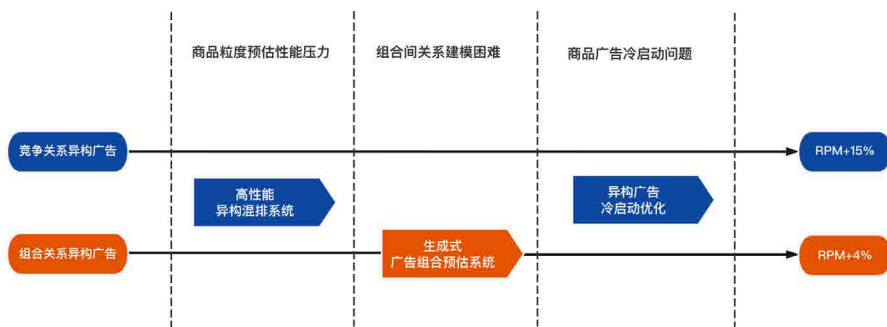 商品粒度预估性能压力
组合间关系建模困难
商品广告冷启动问题
竞争关系异构广告
RPM+15%
高性能
异构混排系统
异构广告
冷启动优化
组合关系异构广告
生成式
广告组合预估系统
RPM+4%